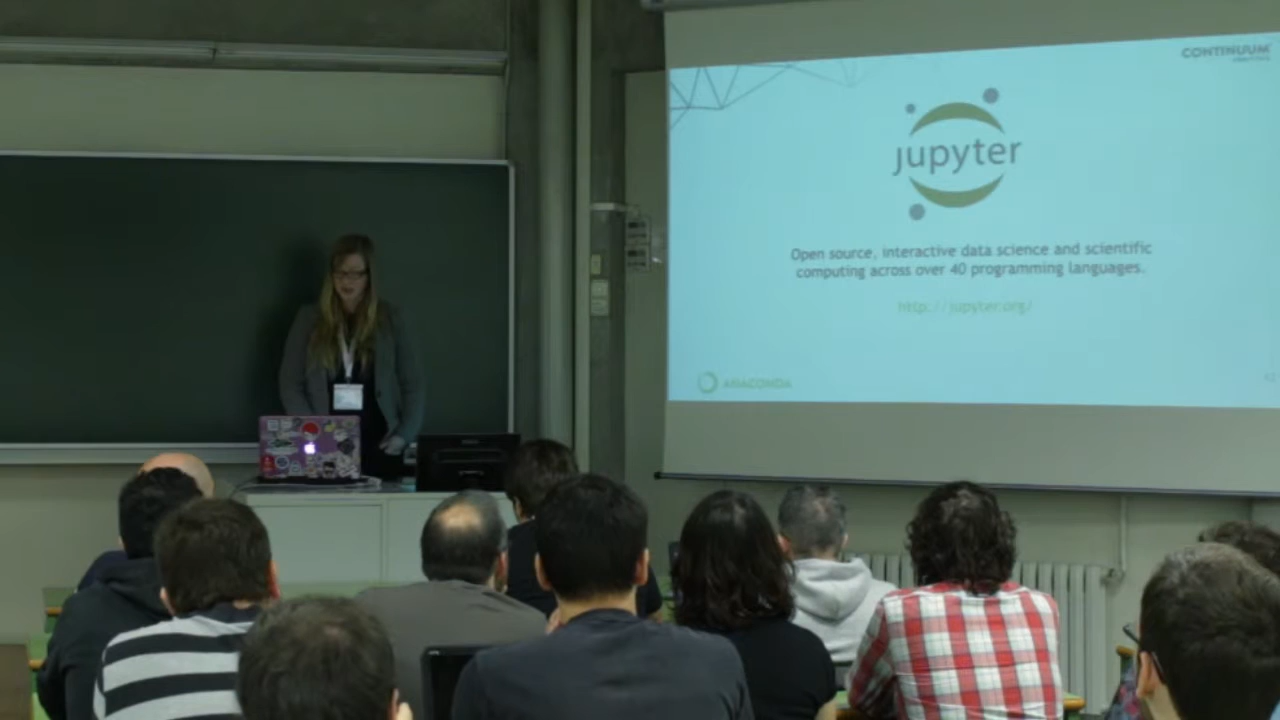 CONTINUUM
jupyter
Open source, interactive data science and scientific
computing across over 40 programming languages.
http://jupyter.org/
ANACONDA